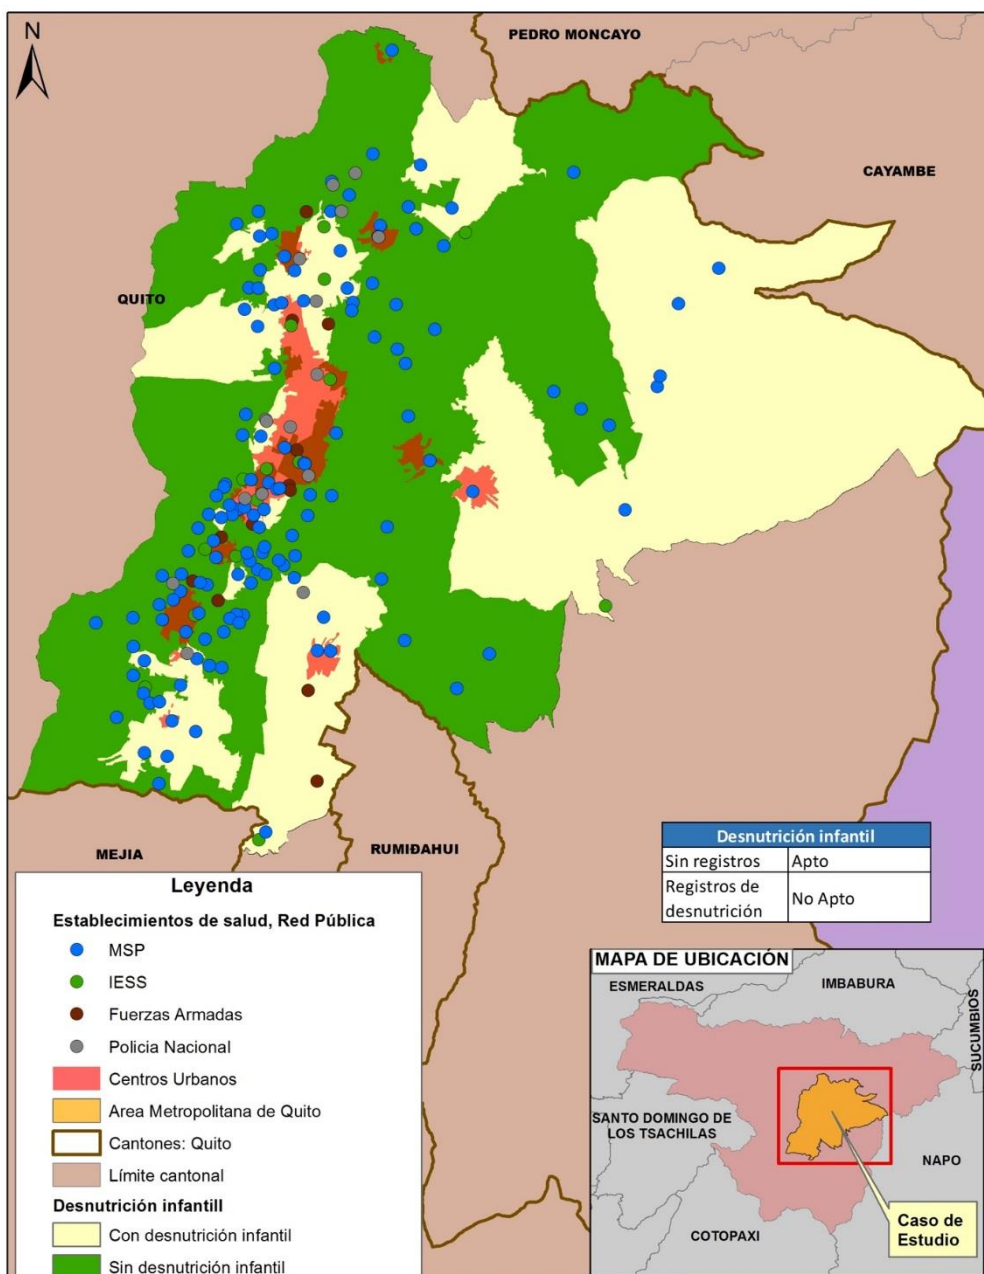 N
PEDRO MONCAYO
CAYAMBE
QUITO
MEJIA
RUMIÐAHUI
Desnutrición infantil
Sin registros Apto
Registros de desnutrición No Apto
Leyenda
Establecimientos de salud, Red Pública
MSP
IESS
Fuerzas Armadas
Policia Nacional
Centros Urbanos
Area Metropolitana de Quito
Cantones: Quito
Límite cantonal
Desnutrición infantill
Con desnutrición infantil
Sin desnutrición infantil
MAPA DE UBICACIÓN
ESMERALDAS
IMBABURA
SUCUMBIOS
SANTO DOMINGO DE
LOS TSACHILAS
NAPO
COTOPAXI
Caso de
Estudio